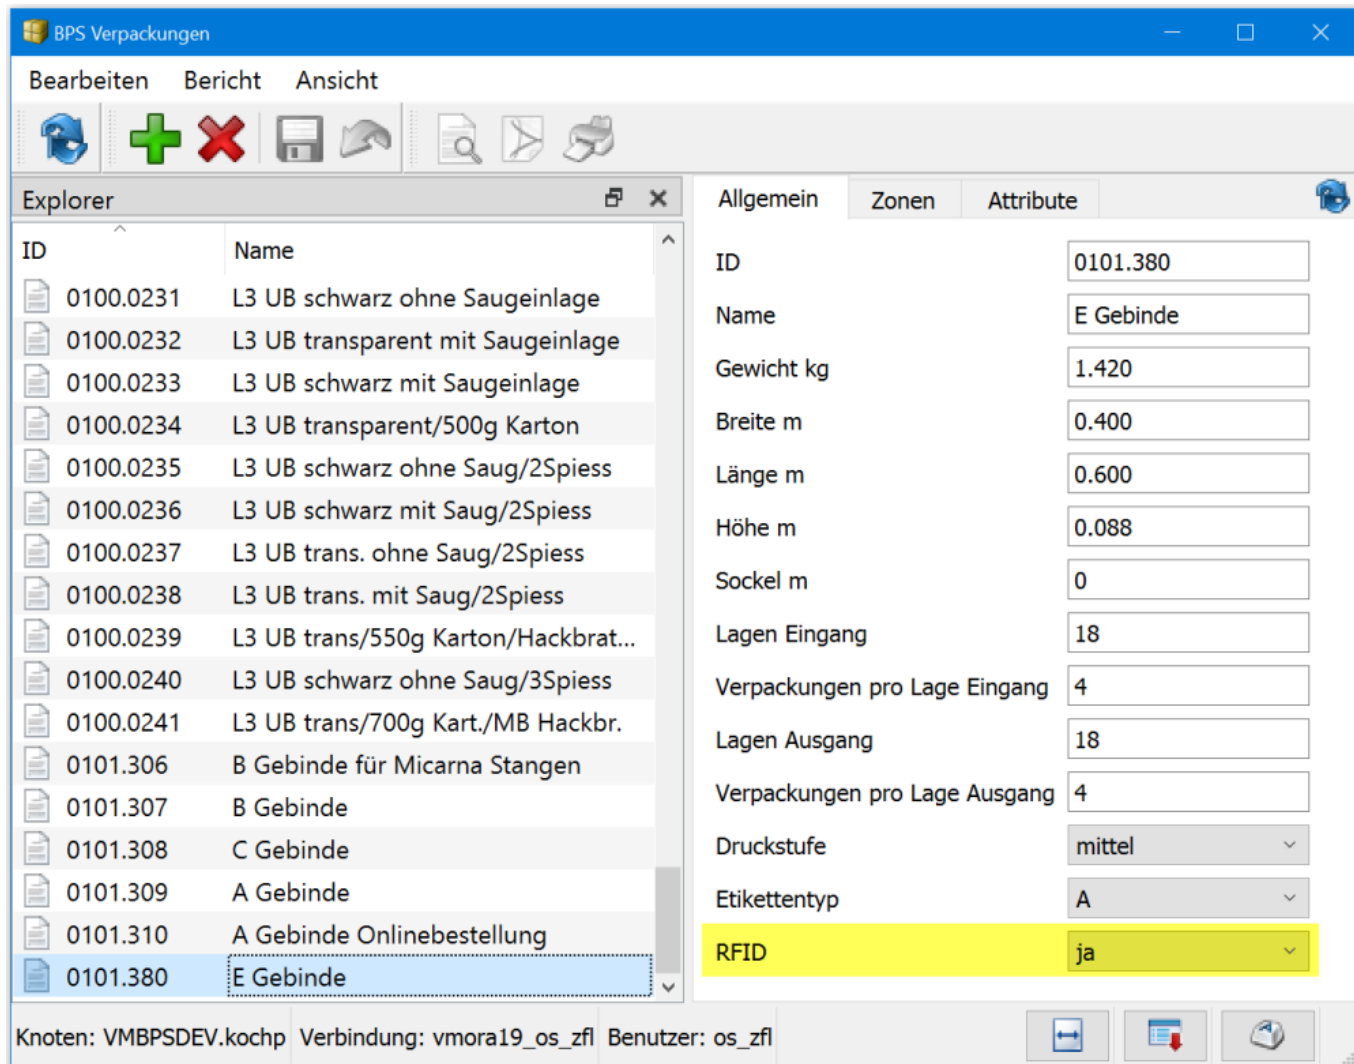 BPS Verpackungen
Bearbeiten Bericht Ansicht
Explorer
ID Name
0100.0231 L3 UB schwarz ohne Saugeinlage
0100.0232 L3 UB transparent mit Saugeinlage
0100.0233 L3 UB schwarz mit Saugeinlage
0100.0234 L3 UB transparent/500g Karton
0100.0235 L3 UB schwarz ohne Saug/2Spiess
0100.0236 L3 UB schwarz mit Saug/2Spiess
0100.0237 L3 UB trans. ohne Saug/2Spiess
0100.0238 L3 UB trans. mit Saug/2Spiess
0100.0239 L3 UB trans/550g Karton/Hackbrat...
0100.0240 L3 UB schwarz ohne Saug/3Spiess
0100.0241 L3 UB trans/700g Kart./MB Hackbr.
0101.306 B Gebinde für Micarna Stangen
0101.307 B Gebinde
0101.308 C Gebinde
0101.309 A Gebinde
0101.310 A Gebinde Onlinebestellung
0101.380 E Gebinde
Allgemein Zonen Attribute
ID 0101.380
Name E Gebinde
Gewicht kg 1.420
Breite m 0.400
Länge m 0.600
Höhe m 0.088
Sockel m 0
Lagen Eingang 18
Verpackungen pro Lage Eingang 4
Lagen Ausgang 18
Verpackungen pro Lage Ausgang 4
Druckstufe mittel
Etikettentyp A
RFID ja
Knoten: VMBPSDEV.kochp Verbindung: vmora19_os_zfl Benutzer: os_zfl